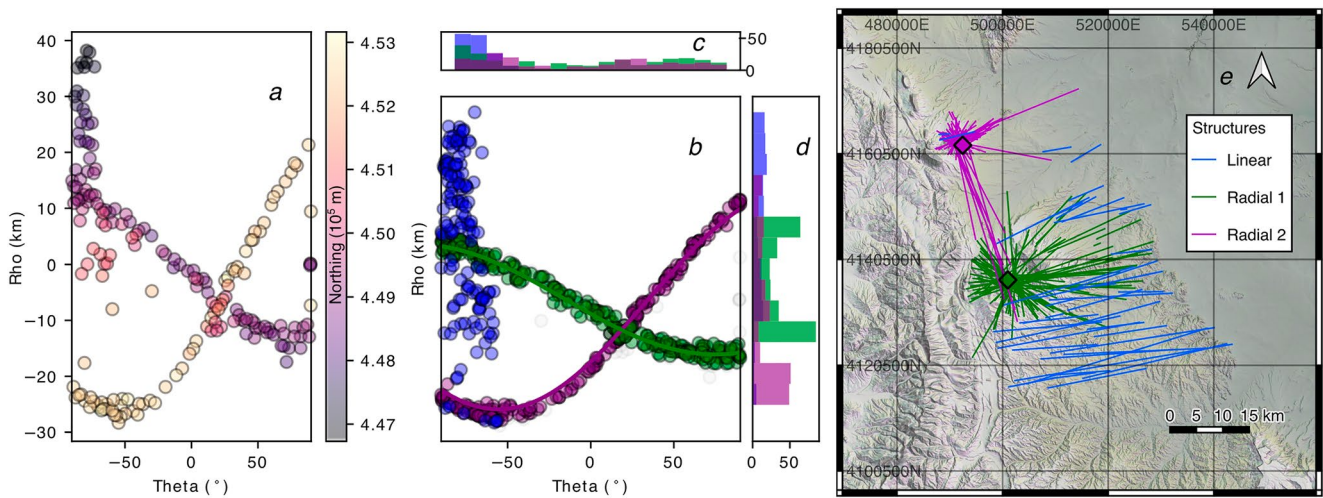 a
40
30
20
10
0
−10
−20
−30
Rho (km)
−50
0
50
Theta (°)
4.53
4.52
4.51
4.50
4.49
4.48
4.47
Northing (10⁵ m)
c
50
0
b
Rho (km)
−50
0
50
Theta (°)
d
0
50
480000E 500000E 520000E 540000E
4180500N
4160500N
4140500N
4120500N
4100500N
e
Structures
Linear
Radial 1
Radial 2
0 5 10 15 km